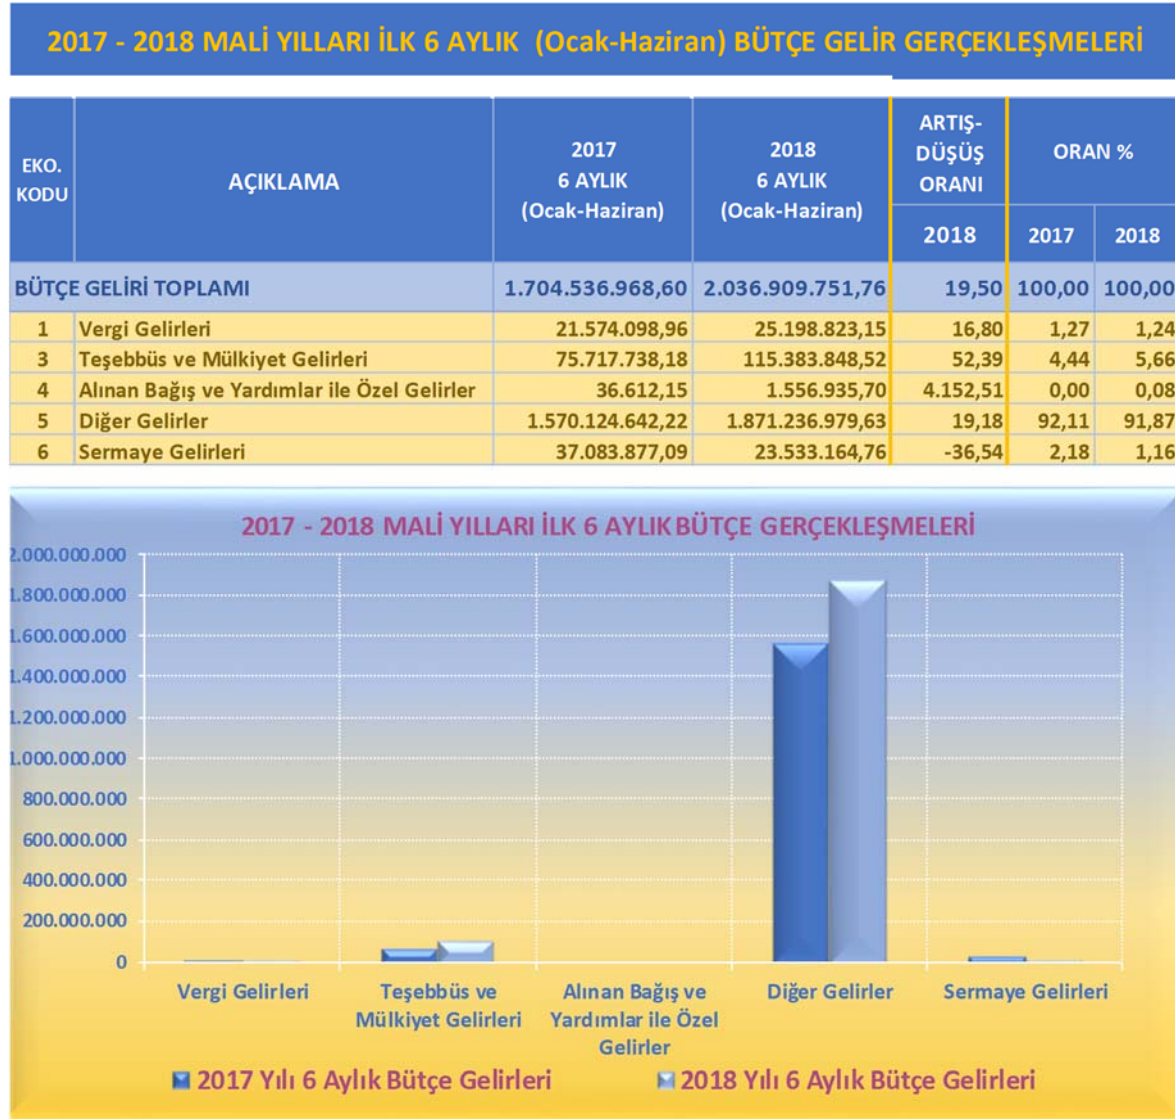 2017 - 2018 MALİ YILLARI İLK 6 AYLIK (Ocak-Haziran) BÜTÇE GELİR GERÇEKLEŞMELERİ
EKO. KODU AÇIKLAMA 2017 6 AYLIK (Ocak-Haziran) 2018 6 AYLIK (Ocak-Haziran) ARTIŞ-DÜŞÜŞ ORANI ORAN %
2018 2017 2018
BÜTÇE GELİRİ TOPLAMI 1.704.536.968,60 2.036.909.751,76 19,50 100,00 100,00
1 Vergi Gelirleri 21.574.098,96 25.198.823,15 16,80 1,27 1,24
3 Teşebbüs ve Mülkiyet Gelirleri 75.717.738,18 115.383.848,52 52,39 4,44 5,66
4 Alınan Bağış ve Yardımlar ile Özel Gelirler 36.612,15 1.556.935,70 4.152,51 0,00 0,08
5 Diğer Gelirler 1.570.124.642,22 1.871.236.979,63 19,18 92,11 91,87
6 Sermaye Gelirleri 37.083.877,09 23.533.164,76 -36,54 2,18 1,16
2017 - 2018 MALİ YILLARI İLK 6 AYLIK BÜTÇE GERÇEKLEŞMELERİ
2.000.000.000
1.800.000.000
1.600.000.000
1.400.000.000
1.200.000.000
1.000.000.000
800.000.000
600.000.000
400.000.000
200.000.000
0
Vergi Gelirleri
Teşebbüs ve
Mülkiyet Gelirleri
Alınan Bağış ve
Yardımlar ile Özel
Gelirler
Diğer Gelirler
Sermaye Gelirleri
2017 Yılı 6 Aylık Bütçe Gelirleri
2018 Yılı 6 Aylık Bütçe Gelirleri